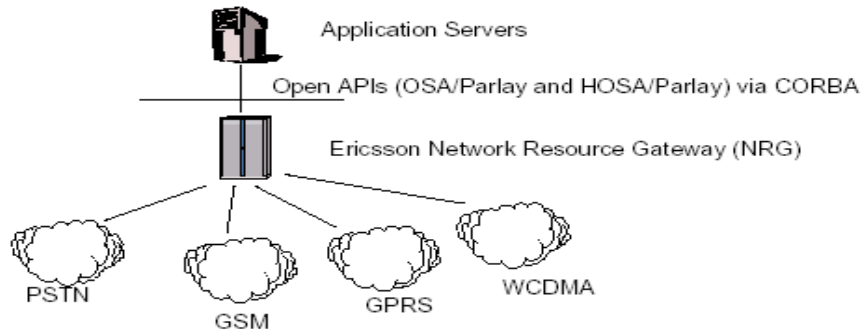 Application Servers
Open APIs (OSA/Parlay and HOSA/Parlay) via CORBA
Ericsson Network Resource Gateway (NRG)
PSTN
GSM
GPRS
WCDMA